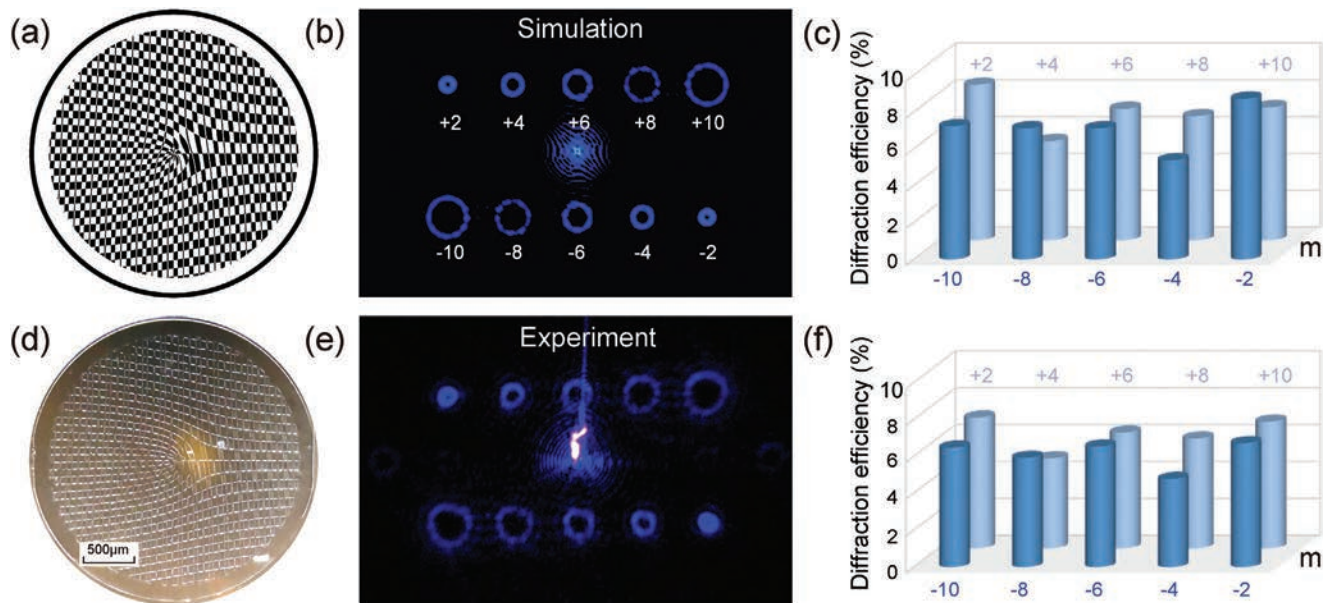 (a)
(b)
Simulation
+2 +4 +6 +8 +10
-10 -8 -6 -4 -2
(c)
Diffraction efficiency (%)
10
8
6
4
2
0
+2 +4 +6 +8 +10
-10 -8 -6 -4 -2
m
(d)
500μm
(e)
Experiment
(f)
Diffraction efficiency (%)
10
8
6
4
2
0
+2 +4 +6 +8 +10
-10 -8 -6 -4 -2
m